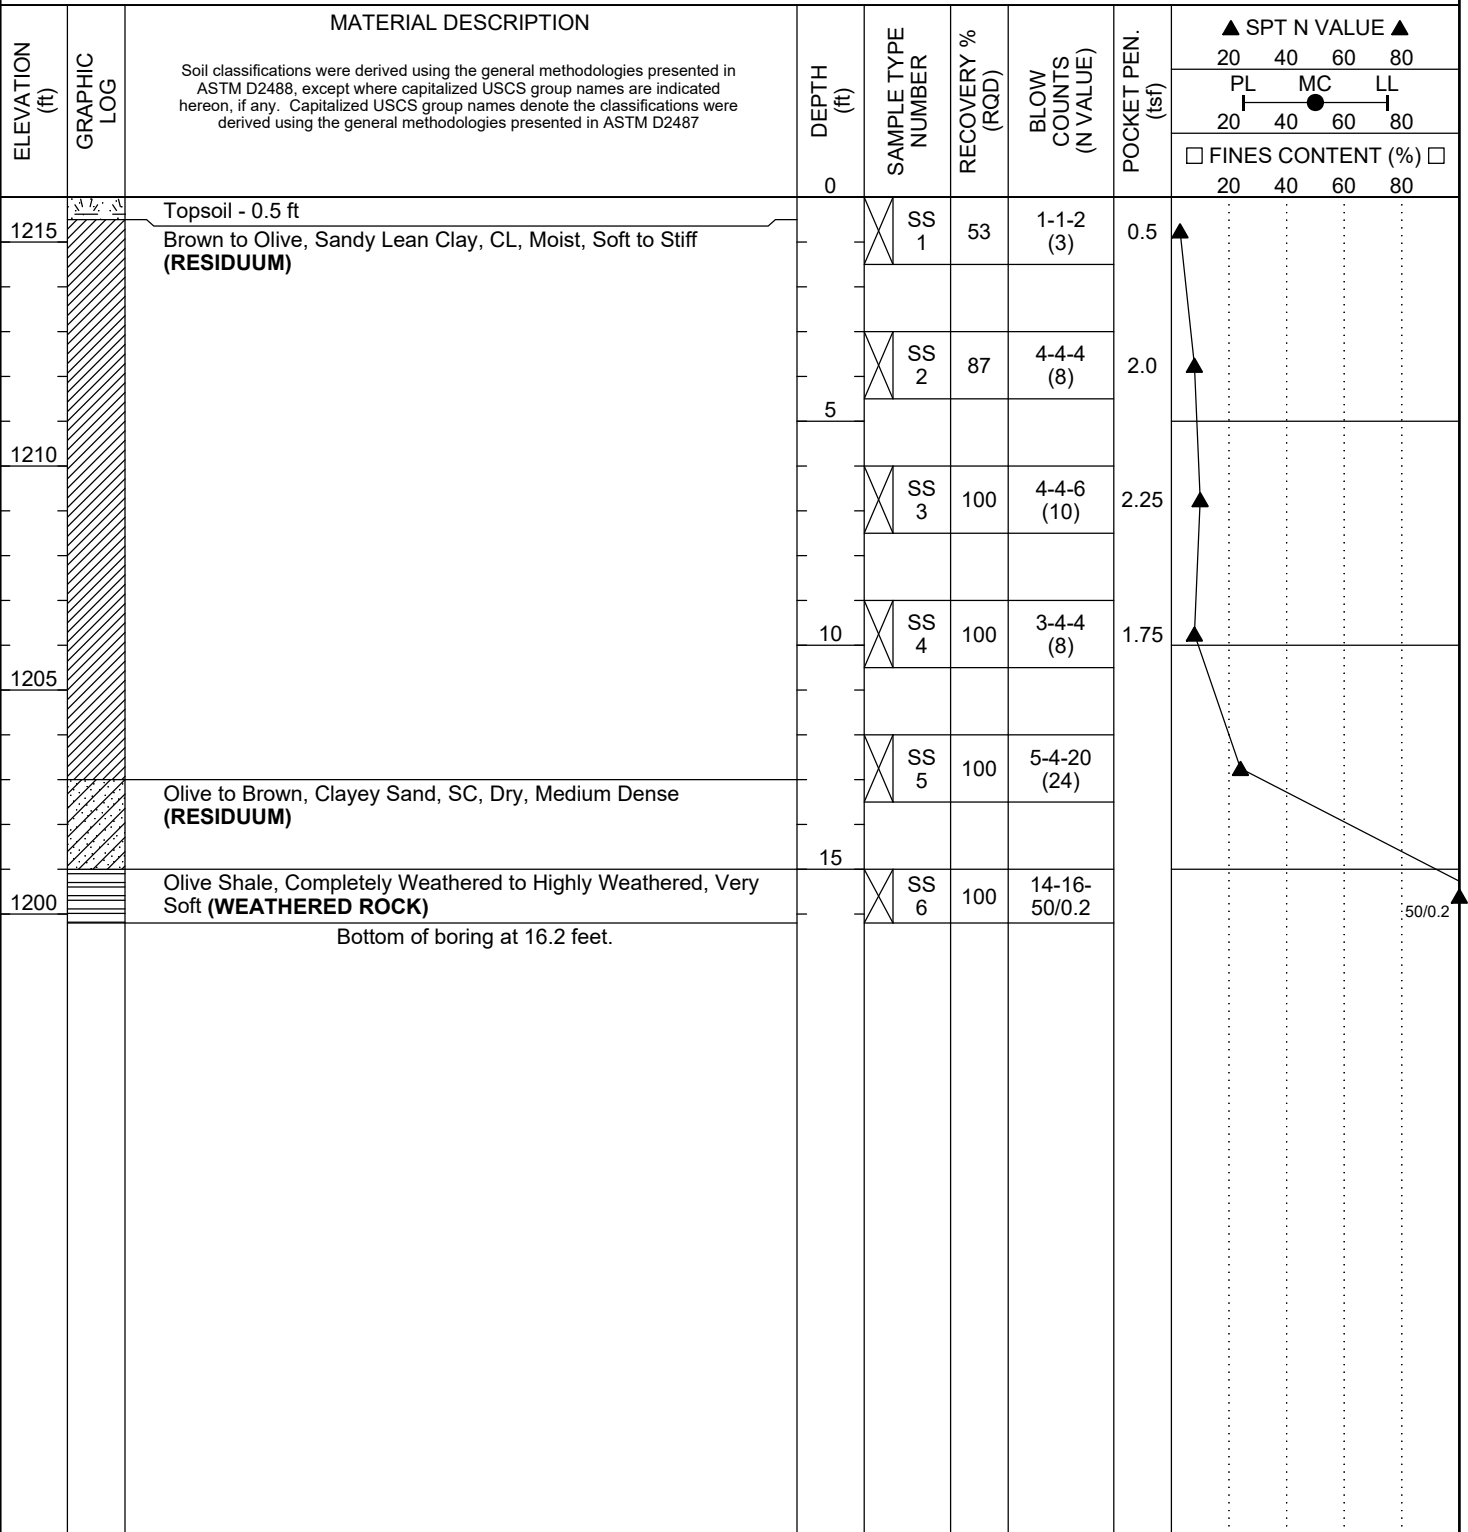 ELEVATION
(ft)
GRAPHIC
LOG
MATERIAL DESCRIPTION
Soil classifications were derived using the general methodologies presented in
ASTM D2488, except where capitalized USCS group names are indicated
hereon, if any. Capitalized USCS group names denote the classifications were
derived using the general methodologies presented in ASTM D2487
DEPTH
(ft)
0
SAMPLE TYPE
NUMBER
RECOVERY %
(RQD)
BLOW
COUNTS
(N VALUE)
POCKET PEN.
(tsf)
▲ SPT N VALUE ▲
20 40 60 80
PL MC LL
20 40 60 80
□ FINES CONTENT (%) □
20 40 60 80
Topsoil - 0.5 ft
1215
Brown to Olive, Sandy Lean Clay, CL, Moist, Soft to Stiff
(RESIDUUM)
SS
1
53
1-1-2
(3)
0.5
SS
2
87
4-4-4
(8)
2.0
5
1210
SS
3
100
4-4-6
(10)
2.25
SS
4
100
3-4-4
(8)
1.75
10
1205
SS
5
100
5-4-20
(24)
Olive to Brown, Clayey Sand, SC, Dry, Medium Dense
(RESIDUUM)
15
1200
Olive Shale, Completely Weathered to Highly Weathered, Very
Soft (WEATHERED ROCK)
SS
6
100
14-16-
50/0.2
50/0.2
Bottom of boring at 16.2 feet.